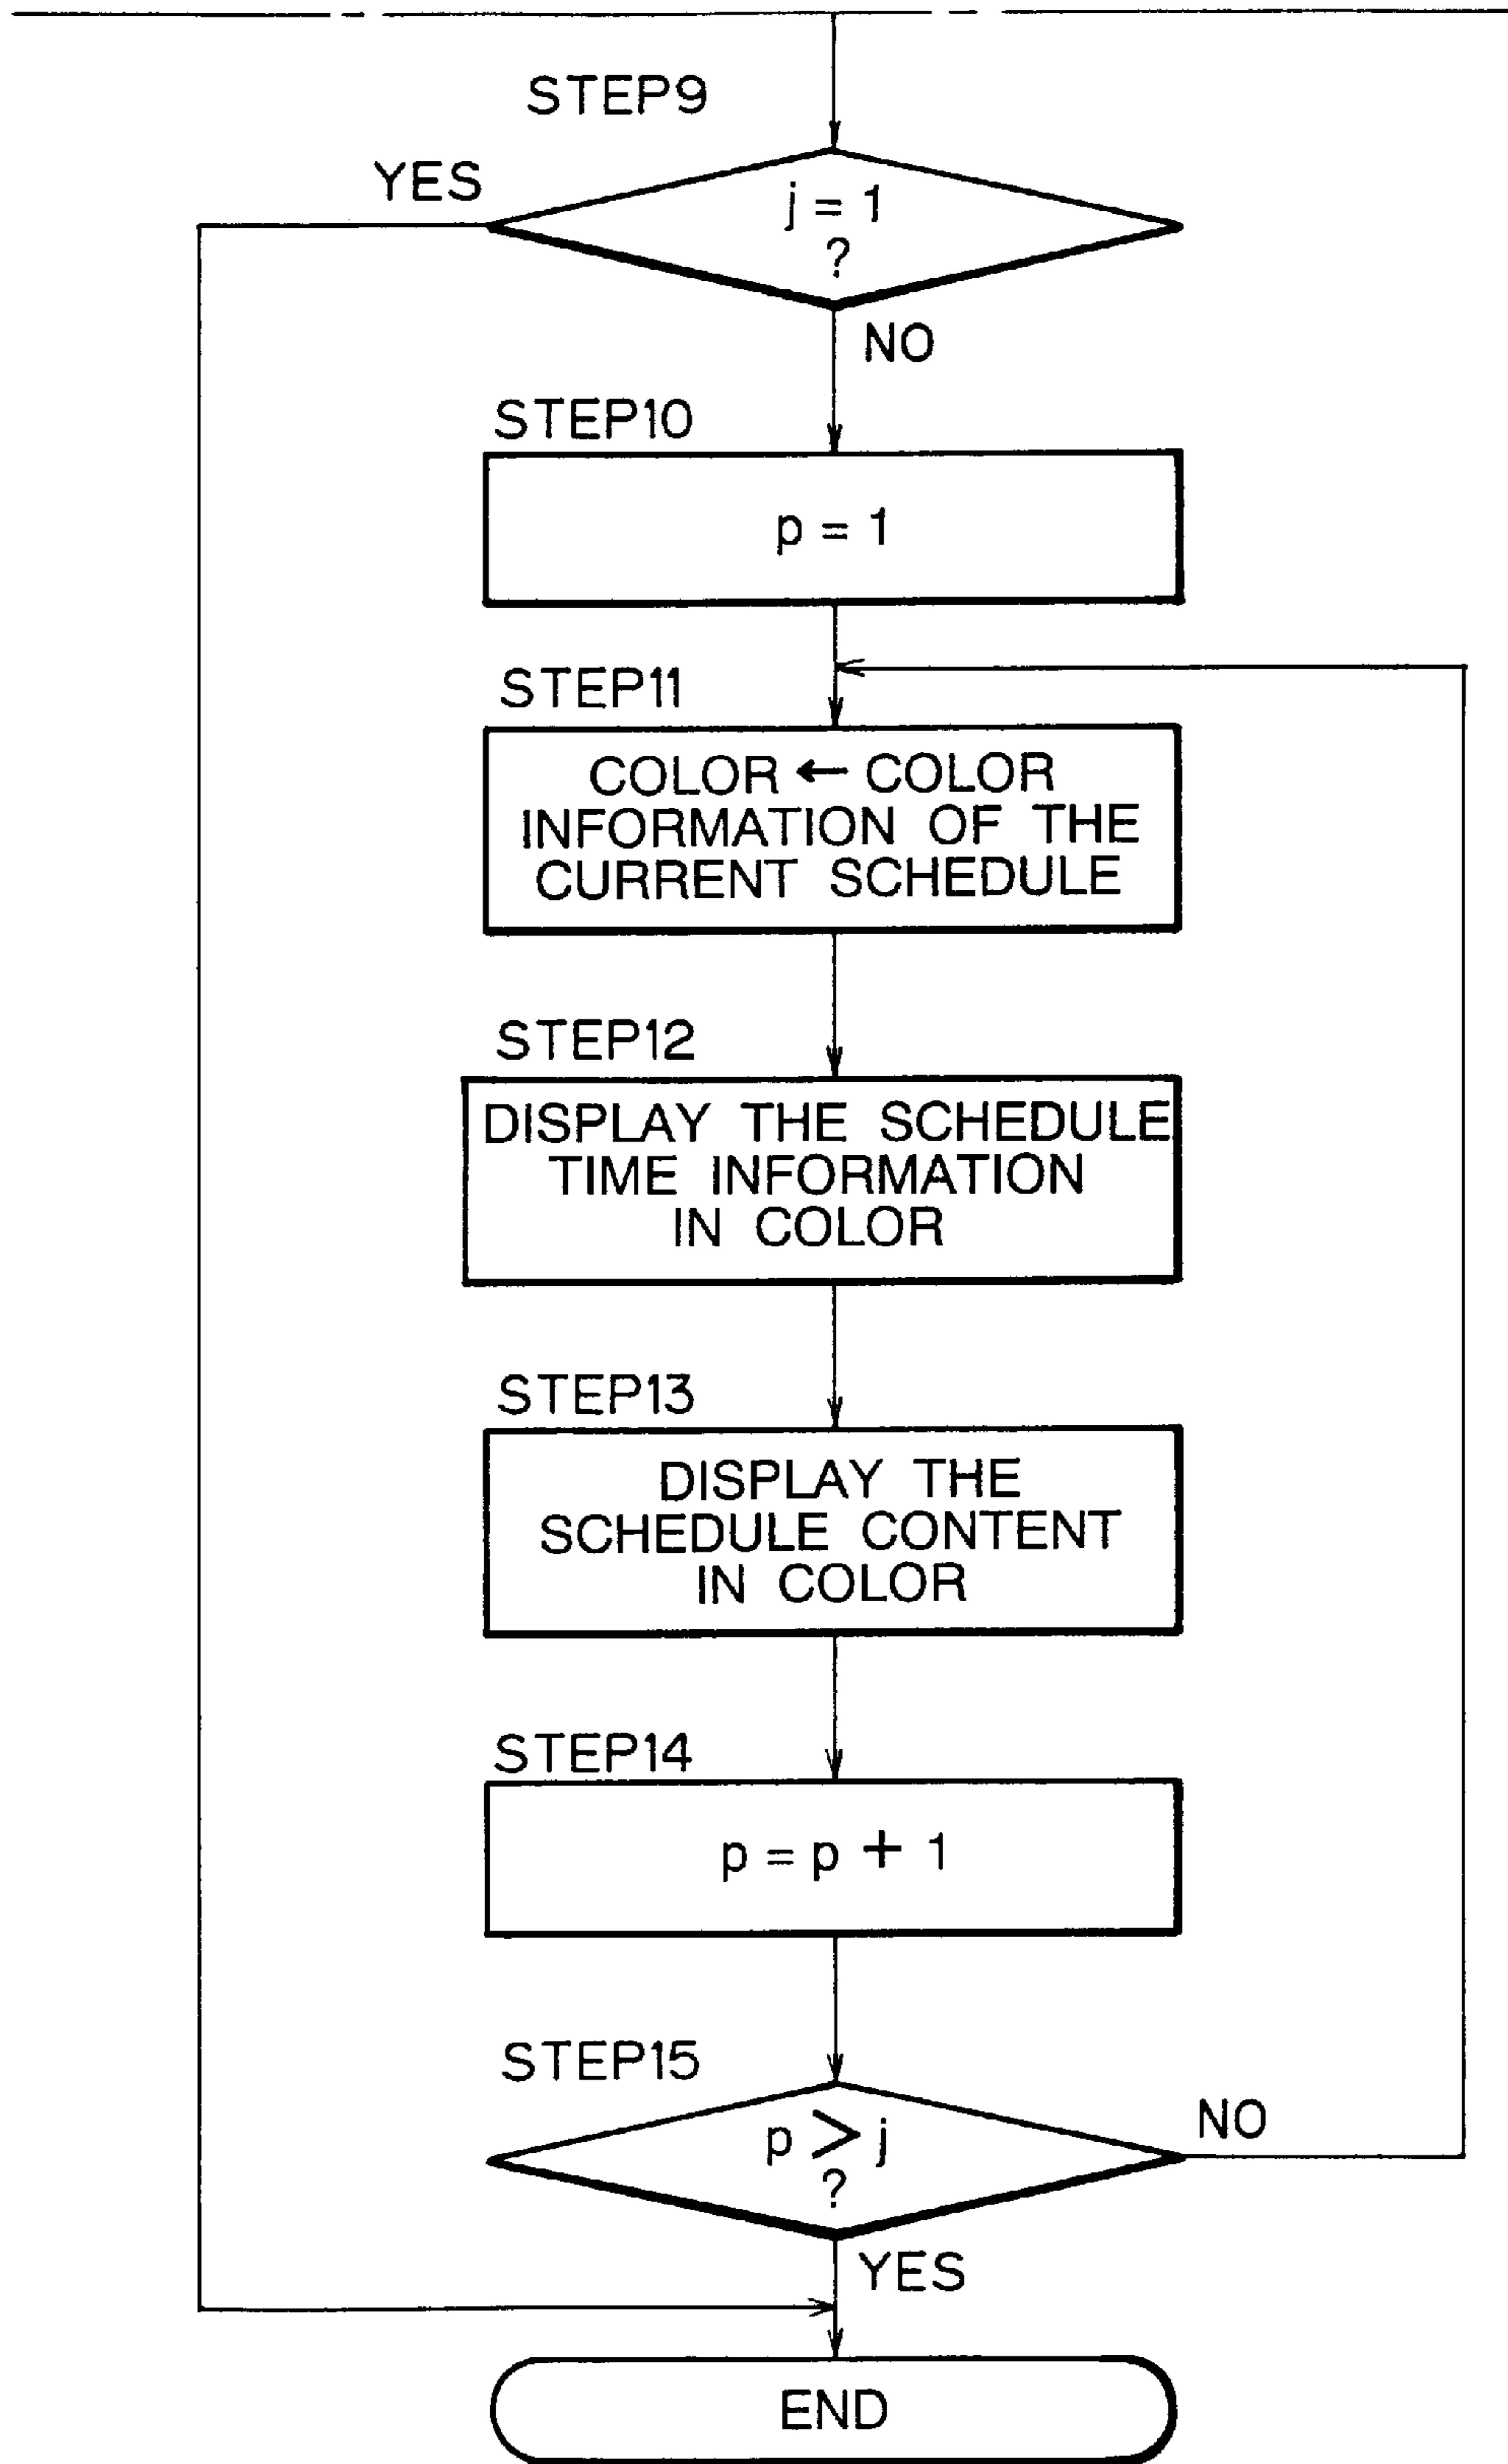 STEP9
YES
j = 1
?
NO
STEP10
p = 1
STEP11
COLOR ← COLOR
INFORMATION OF THE
CURRENT SCHEDULE
STEP12
DISPLAY THE SCHEDULE
TIME INFORMATION
IN COLOR
STEP13
DISPLAY THE
SCHEDULE CONTENT
IN COLOR
STEP14
p = p + 1
STEP15
p > j
?
NO
YES
END